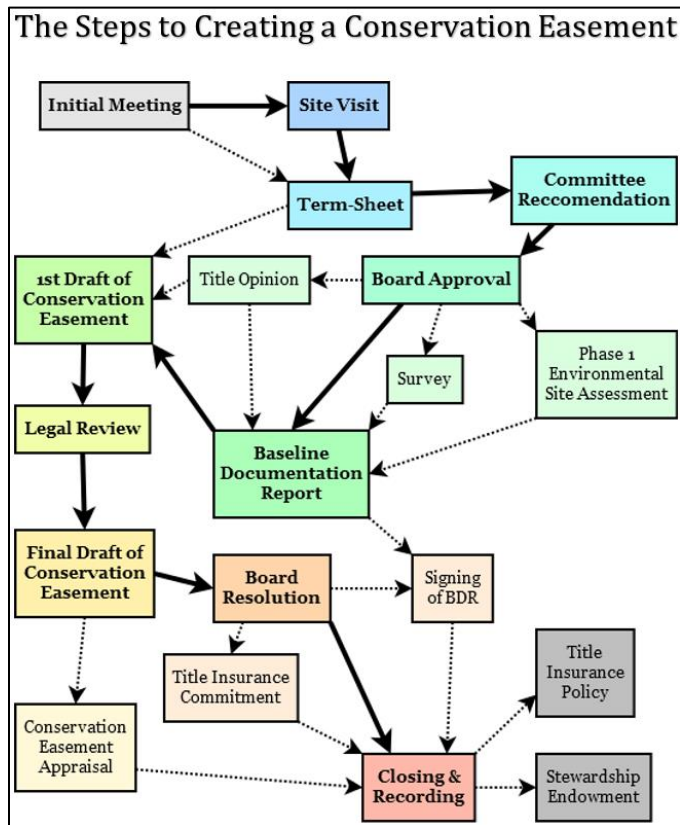 The Steps to Creating a Conservation Easement
Initial Meeting
Site Visit
Term-Sheet
Committee
Reccomendation
1st Draft of
Conservation
Easement
Title Opinion
Board Approval
Survey
Phase 1
Environmental
Site Assessment
Legal Review
Baseline
Documentation
Report
Final Draft of
Conservation
Easement
Board
Resolution
Signing
of BDR
Title Insurance
Commitment
Title
Insurance
Policy
Conservation
Easement
Appraisal
Closing &
Recording
Stewardship
Endowment